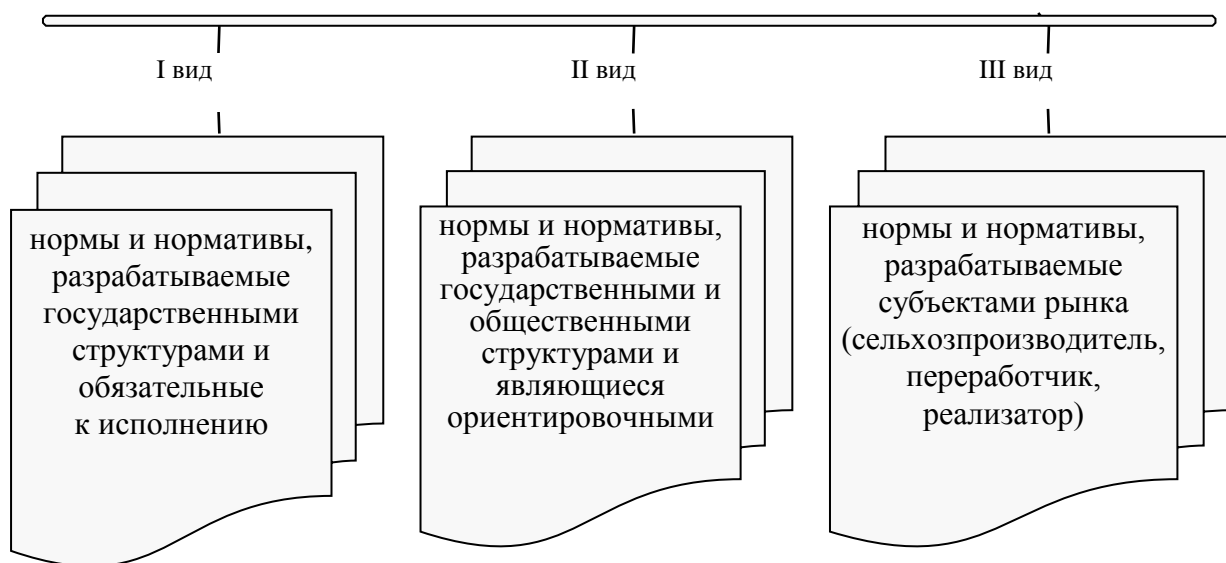 I вид
II вид
III вид
нормы и нормативы,
разрабатываемые
государственными
структурами и
обязательные
к исполнению
нормы и нормативы,
разрабатываемые
государственными и
общественными
структурами и
являющиеся
ориентировочными
нормы и нормативы,
разрабатываемые
субъектами рынка
(сельхозпроизводитель,
переработчик,
реализатор)